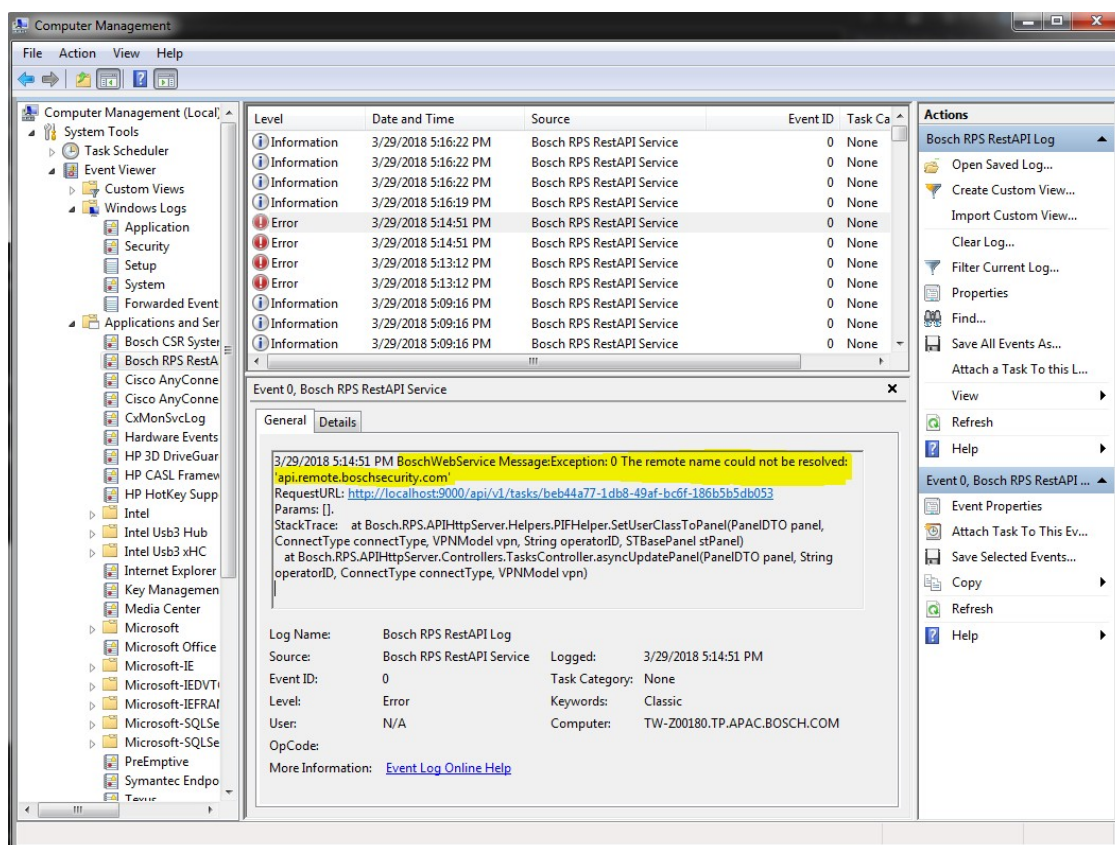 Computer Management
File Action View Help
Computer Management (Local)
System Tools
Task Scheduler
Event Viewer
Custom Views
Windows Logs
Application
Security
Setup
System
Forwarded Event
Applications and Ser
Bosch CSR Syster
Bosch RPS RestA
Cisco AnyConne
Cisco AnyConne
CxMonSvcLog
Hardware Events
HP 3D DriveGuar
HP CASL Framew
HP HotKey Supp
Intel
Intel Usb3 Hub
Intel Usb3 xHC
Internet Explorer
Key Managemen
Media Center
Microsoft
Microsoft Office
Microsoft-IE
Microsoft-IEDVT
Microsoft-IEFRA
Microsoft-SQLSe
Microsoft-SQLSe
PreEmptive
Symantec Endpo
Level Date and Time Source Event ID Task Ca
Information 3/29/2018 5:16:22 PM Bosch RPS RestAPI Service 0 None
Information 3/29/2018 5:16:22 PM Bosch RPS RestAPI Service 0 None
Information 3/29/2018 5:16:22 PM Bosch RPS RestAPI Service 0 None
Information 3/29/2018 5:16:19 PM Bosch RPS RestAPI Service 0 None
Error 3/29/2018 5:14:51 PM Bosch RPS RestAPI Service 0 None
Error 3/29/2018 5:14:51 PM Bosch RPS RestAPI Service 0 None
Error 3/29/2018 5:13:12 PM Bosch RPS RestAPI Service 0 None
Error 3/29/2018 5:13:12 PM Bosch RPS RestAPI Service 0 None
Information 3/29/2018 5:09:16 PM Bosch RPS RestAPI Service 0 None
Information 3/29/2018 5:09:16 PM Bosch RPS RestAPI Service 0 None
Information 3/29/2018 5:09:16 PM Bosch RPS RestAPI Service 0 None
Event 0, Bosch RPS RestAPI Service
General Details
3/29/2018 5:14:51 PM BoschWebService Message:Exception: 0 The remote name could not be resolved:
'api.remote.boschsecurity.com'
RequestURL: http://localhost:9000/api/v1/tasks/beb44a77-1db8-49af-bc6f-186b5b5db053
Params: [].
StackTrace: at Bosch.RPS.APIHttpServer.Helpers.PIFHelper.SetUserClassToPanel(PanelDTO panel,
ConnectType connectType, VPNModel vpn, String operatorID, STBasePanel stPanel)
at Bosch.RPS.APIHttpServer.Controllers.TasksController.asyncUpdatePanel(PanelDTO panel, String
operatorID, ConnectType connectType, VPNModel vpn)
Log Name: Bosch RPS RestAPI Log
Source: Bosch RPS RestAPI Service Logged: 3/29/2018 5:14:51 PM
Event ID: 0 Task Category: None
Level: Error Keywords: Classic
User: N/A Computer: TW-Z00180.TP.APAC.BOSCH.COM
OpCode:
More Information: Event Log Online Help
Actions
Bosch RPS RestAPI Log
Open Saved Log...
Create Custom View...
Import Custom View...
Clear Log...
Filter Current Log...
Properties
Find...
Save All Events As...
Attach a Task To this L...
View
Refresh
Help
Event 0, Bosch RPS RestAPI ...
Event Properties
Attach Task To This Ev...
Save Selected Events...
Copy
Refresh
Help